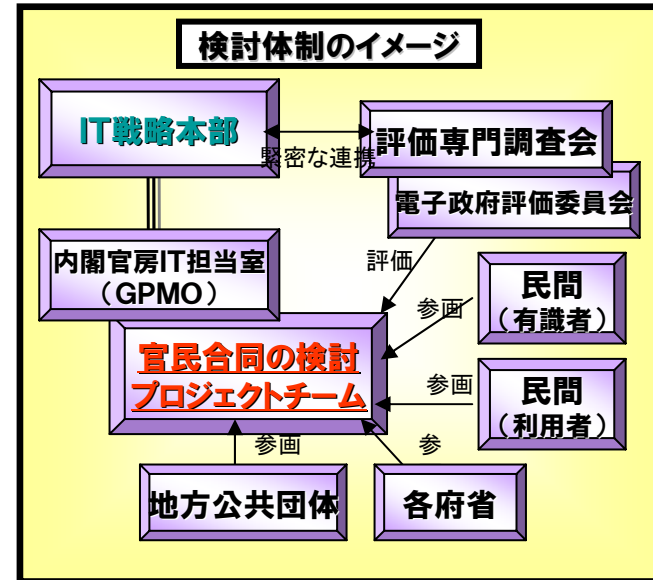 検討体制のイメージ
IT戦略本部
緊密な連携
評価専門調査会
電子政府評価委員会
内閣官房IT担当室
（GPMO）
評価
民間
（有識者）
参画
官民合同の検討
プロジェクトチーム
参画
民間
（利用者）
参画
参
地方公共団体
各府省